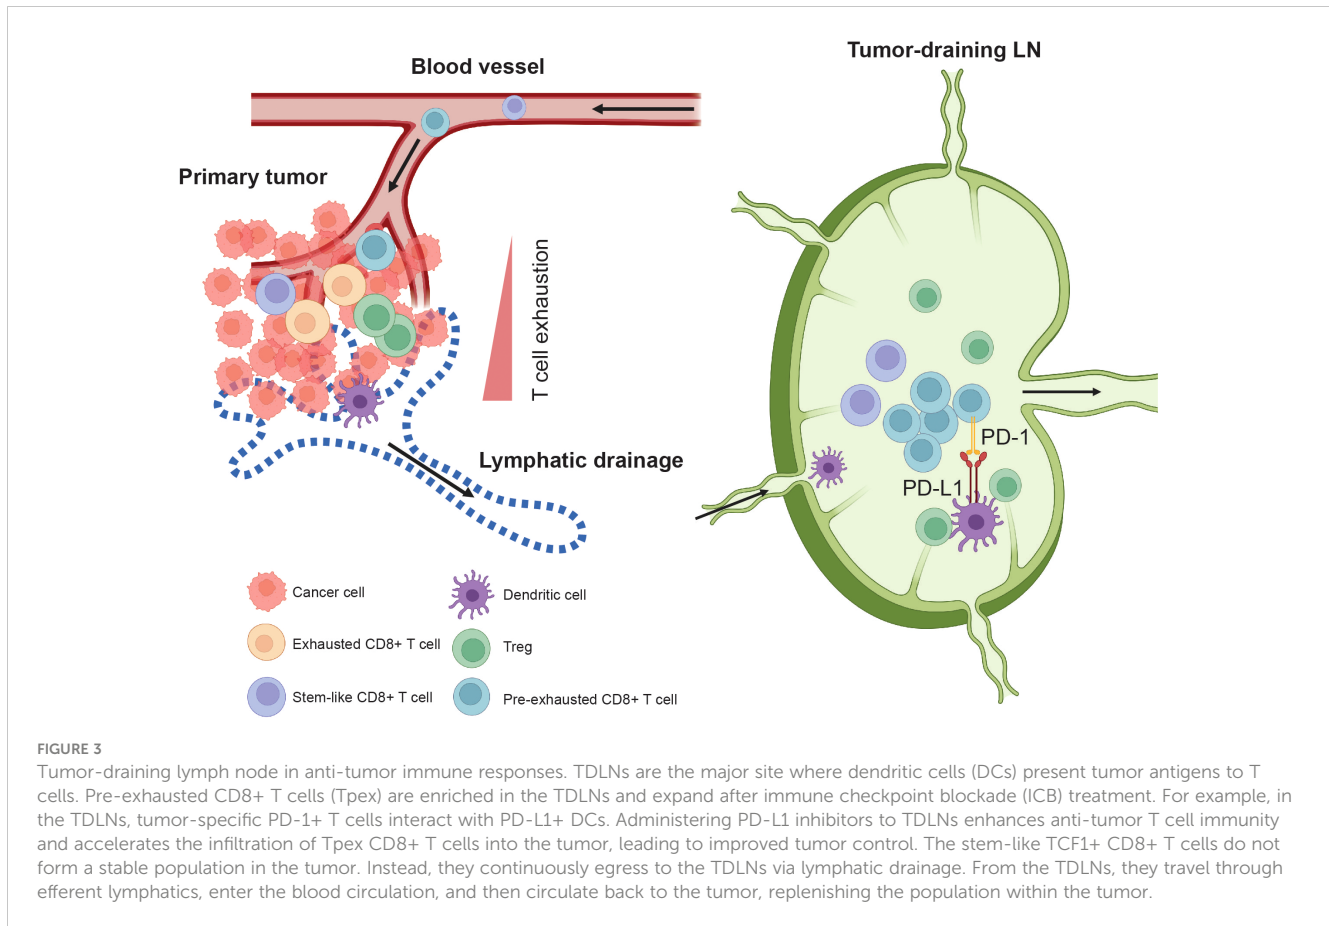 Tumor-draining LN
Blood vessel
Primary tumor
T cell exhaustion
PD-1
Lymphatic drainage
PD-L1
Cancer cell
Dendritic cell
Exhausted CD8+ T cell
Treg
Stem-like CD8+ T cell
Pre-exhausted CD8+ T cell
FIGURE 3
Tumor-draining lymph node in anti-tumor immune responses. TDLNs are the major site where dendritic cells (DCs) present tumor antigens to T
cells. Pre-exhausted CD8+ T cells (Tpex) are enriched in the TDLNs and expand after immune checkpoint blockade (ICB) treatment. For example, in
the TDLNs, tumor-specific PD-1+ T cells interact with PD-L1+ DCs. Administering PD-L1 inhibitors to TDLNs enhances anti-tumor T cell immunity
and accelerates the infiltration of Tpex CD8+ T cells into the tumor, leading to improved tumor control. The stem-like TCF1+ CD8+ T cells do not
form a stable population in the tumor. Instead, they continuously egress to the TDLNs via lymphatic drainage. From the TDLNs, they travel through
efferent lymphatics, enter the blood circulation, and then circulate back to the tumor, replenishing the population within the tumor.